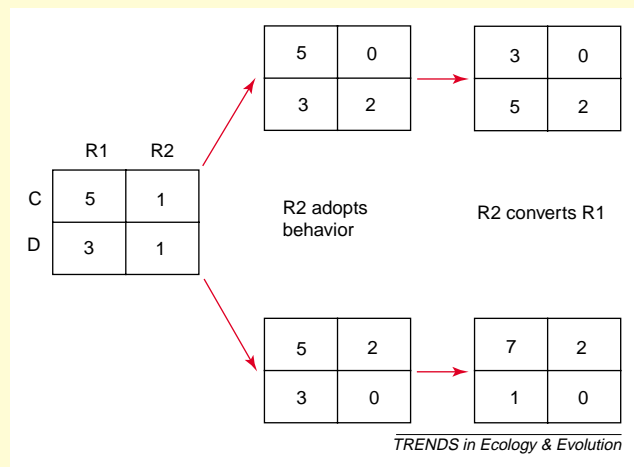 5 0
3 2
3 0
5 2
R1 R2
C 5 1
D 3 1
R2 adopts
behavior
R2 converts R1
5 2
3 0
7 2
1 0
TRENDS in Ecology & Evolution